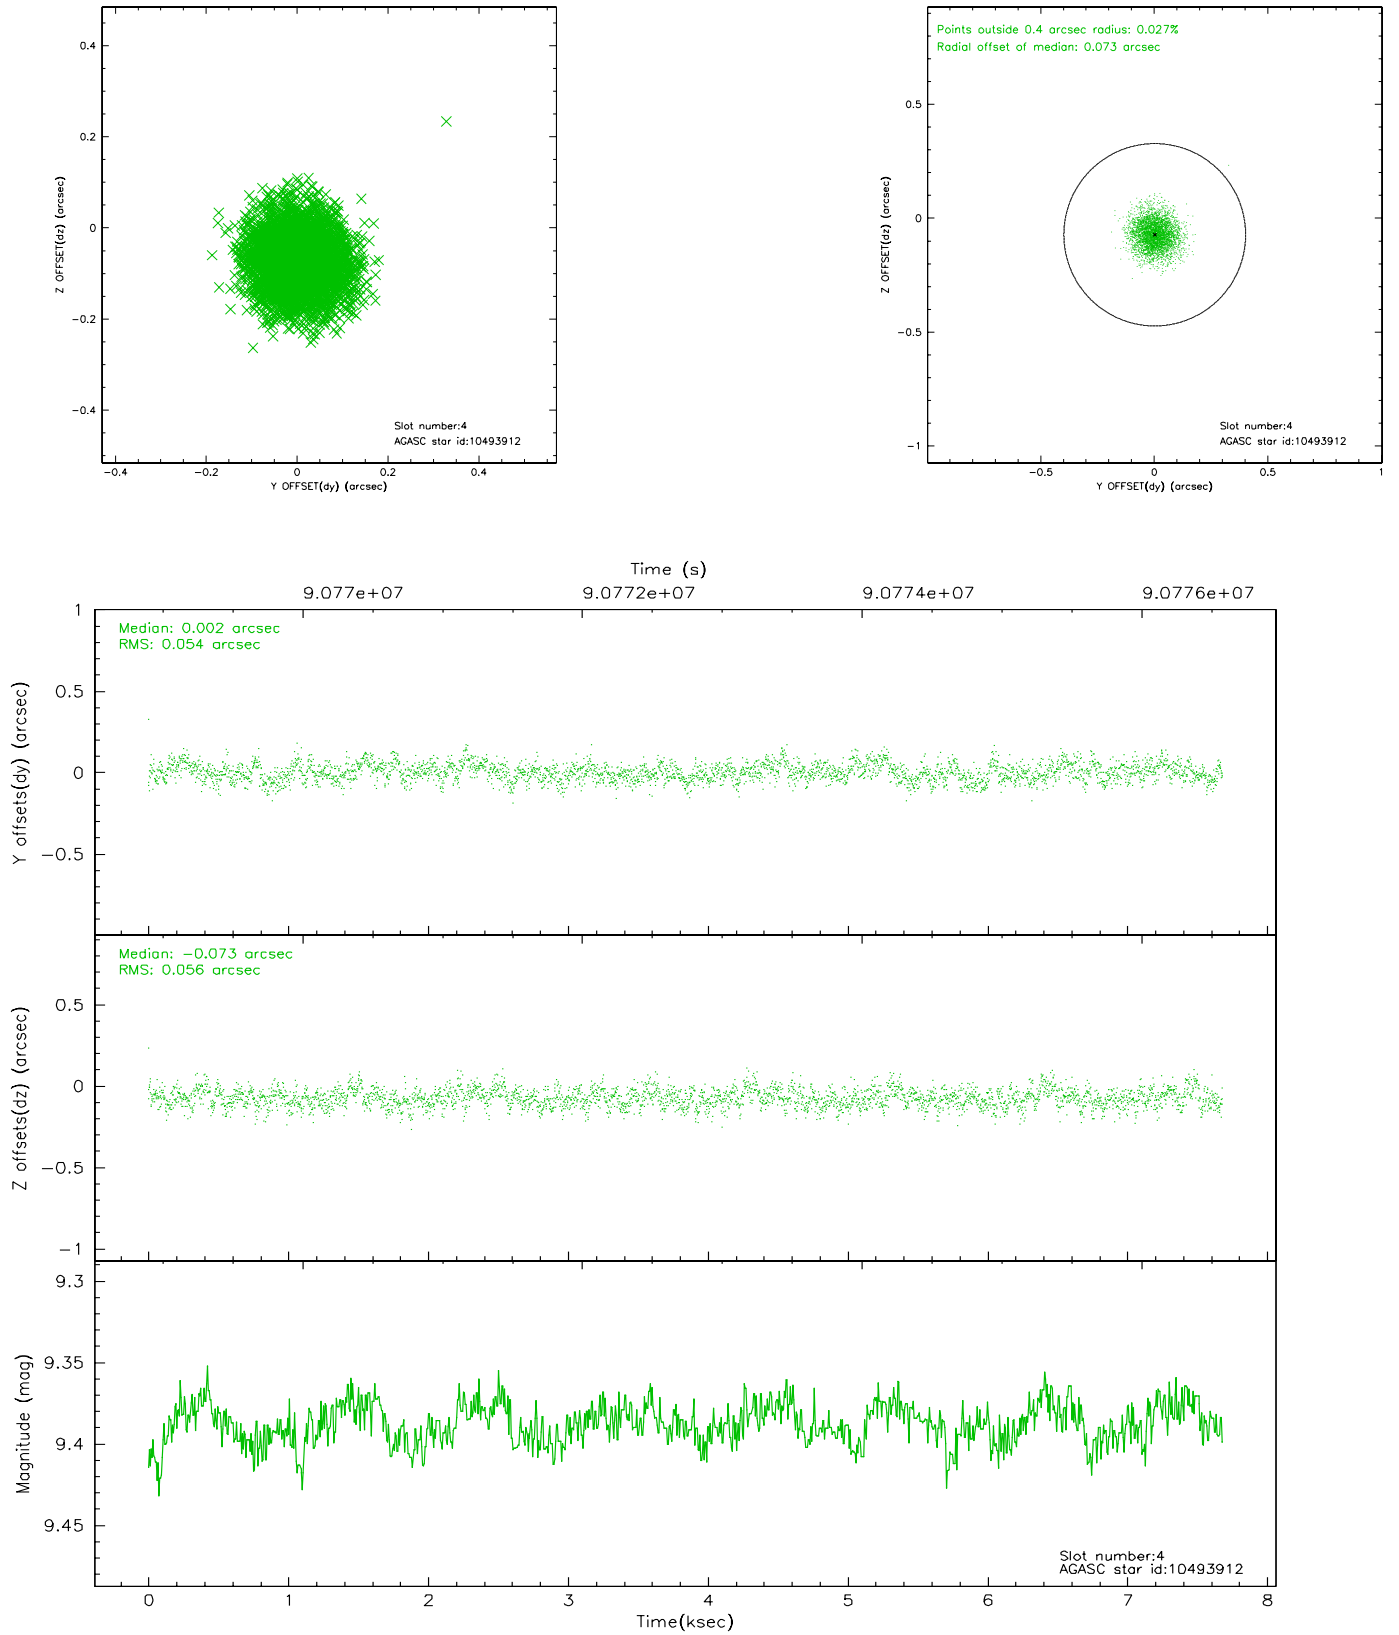 0.4
0.2
0
−0.2
−0.4
Z OFFSET(dz) (arcsec)
−0.4
−0.2
0
0.2
0.4
Y OFFSET(dy) (arcsec)
Slot number:4
AGASC star id:10493912
Points outside 0.4 arcsec radius: 0.027%
Radial offset of median: 0.073 arcsec
0.5
0
−0.5
−1
Z OFFSET(dz) (arcsec)
−0.5
0
0.5
1
Y OFFSET(dy) (arcsec)
Slot number:4
AGASC star id:10493912
Time (s)
9.077e+07
9.0772e+07
9.0774e+07
9.0776e+07
Median: 0.002 arcsec
RMS: 0.054 arcsec
1
0.5
0
−0.5
Y offsets(dy) (arcsec)
Median: −0.073 arcsec
RMS: 0.056 arcsec
0.5
0
−0.5
−1
Z offsets(dz) (arcsec)
9.3
9.35
9.4
9.45
Magnitude (mag)
Slot number:4
AGASC star id:10493912
0
1
2
3
4
5
6
7
8
Time(ksec)